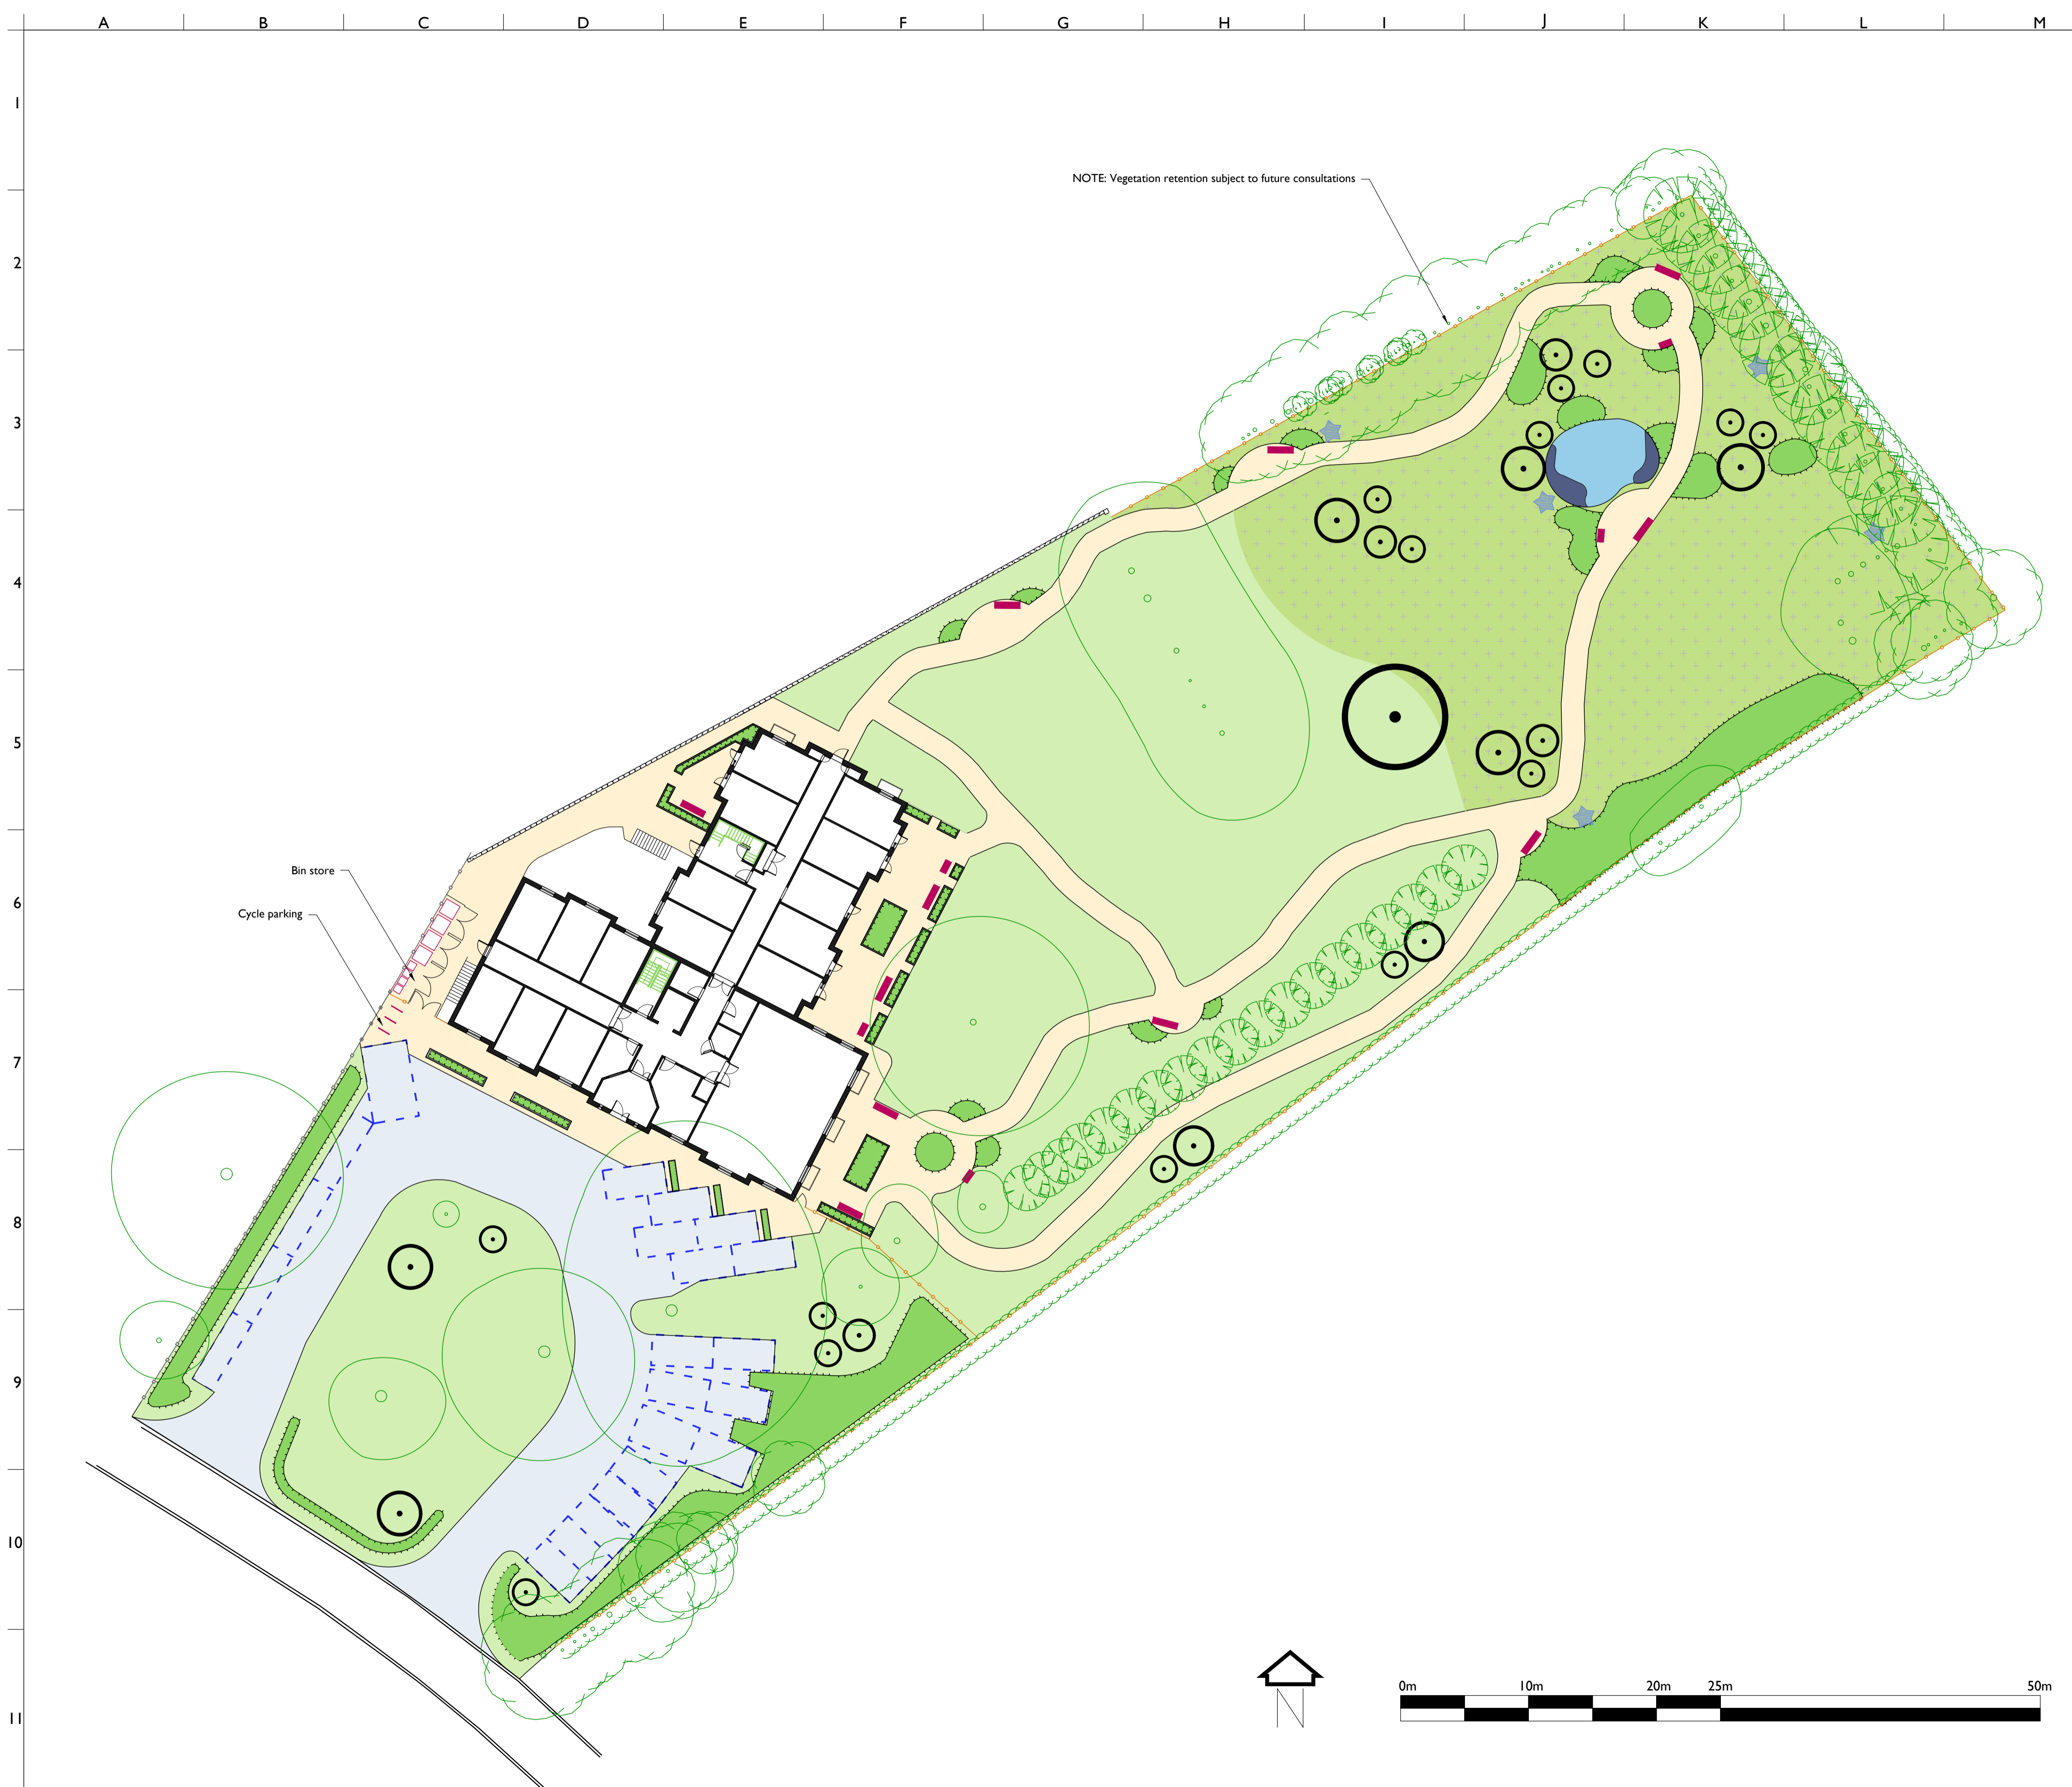 A B C D E F G H I J K L M
1
NOTE: Vegetation retention subject to future consultations
2
3
4
5
Bin store
6
Cycle parking
7
8
9
10
N
0m 10m 20m 25m 50m
11